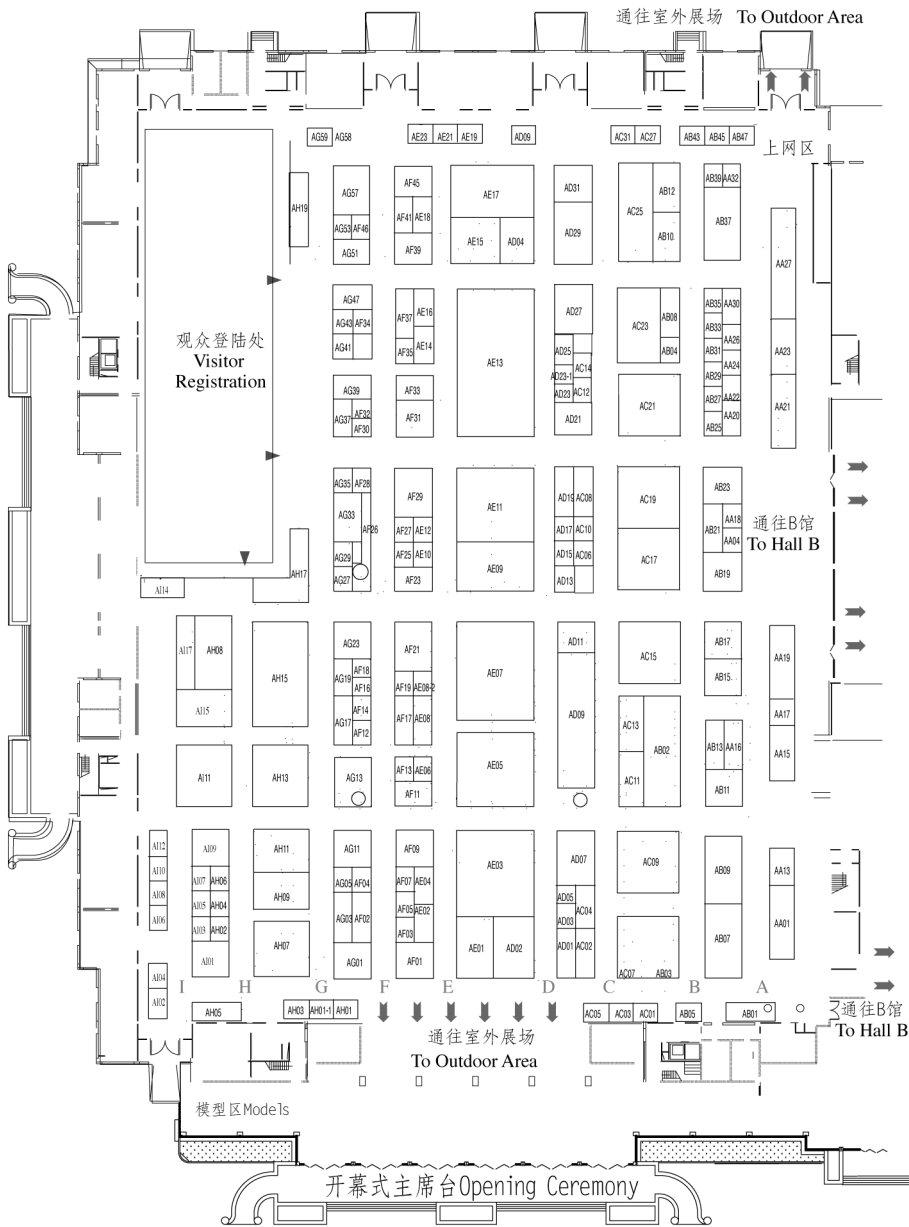 通往室外展场 To Outdoor Area
AG59 AG58 AE23 AE21 AE19 AD09 AC31 AC27 AB43 AB45 AB47
上网区
AH19 AG57 AF45 AE17 AD31 AC25 AB12 AB39 AA32
AG53 AF46 AF41 AE18 AB37
AG51 AF39 AE15 AD04 AD29 AB10 AA27
观众登陆处
Visitor
Registration
AG47 AF37 AE16 AE13 AD27 AC23 AB08 AB35 AA30
AG43 AF34 AB33 AA26
AG41 AF35 AE14 AD25 AC14 AB04 AB31 AA24 AA23
AG39 AF33 AD23-1 AC12 AB29 AA22
AG37 AF32 AF31 AD23 AC21 AB27 AA20 AA21
AF30 AD21 AB25
AG35 AF28 AF29 AE11 AD19 AC08 AC19 AB23
AG33 AF26 AF27 AE12 AD17 AC10 AB21 AA18
通往B馆
To Hall B
AG29 AF25 AE10 AE09 AD15 AC06 AC17 AA04
AH17 AG27 AF23 AD13 AB19
AI14
AI17 AH08 AH15 AG23 AF21 AE07 AD11 AC15 AB17 AA19
AG19 AF18 AF19 AE08-2 AB15
AF16
AI15 AG17 AF14 AF17 AE08 AD09 AC13 AB02 AA17
AF12 AB13 AA16 AA15
AI11 AH13 AG13 AF13 AE06 AE05 AC11 AB11
AF11
AI12 AI09 AH11 AG11 AF09 AE03 AD07 AC09 AB09 AA13
AI10 AI07 AH06 AG05 AF04 AF07 AE04
AI08 AI05 AH04 AH09 AG03 AF02 AF05 AE02 AD05 AC04 AA01
AI06 AI03 AH02 AF03 AD03
AI01 AH07 AG01 AF01 AE01 AD02 AD01 AC02 AC07 AB03 AB07
AI04
I H G F E D C B A
AI02
AH05 AH03 AH01-1 AH01 AC05 AC03 AC01 AB05 AB01
通往B馆
To Hall B
通往室外展场
To Outdoor Area
模型区Models
开幕式主席台Opening Ceremony